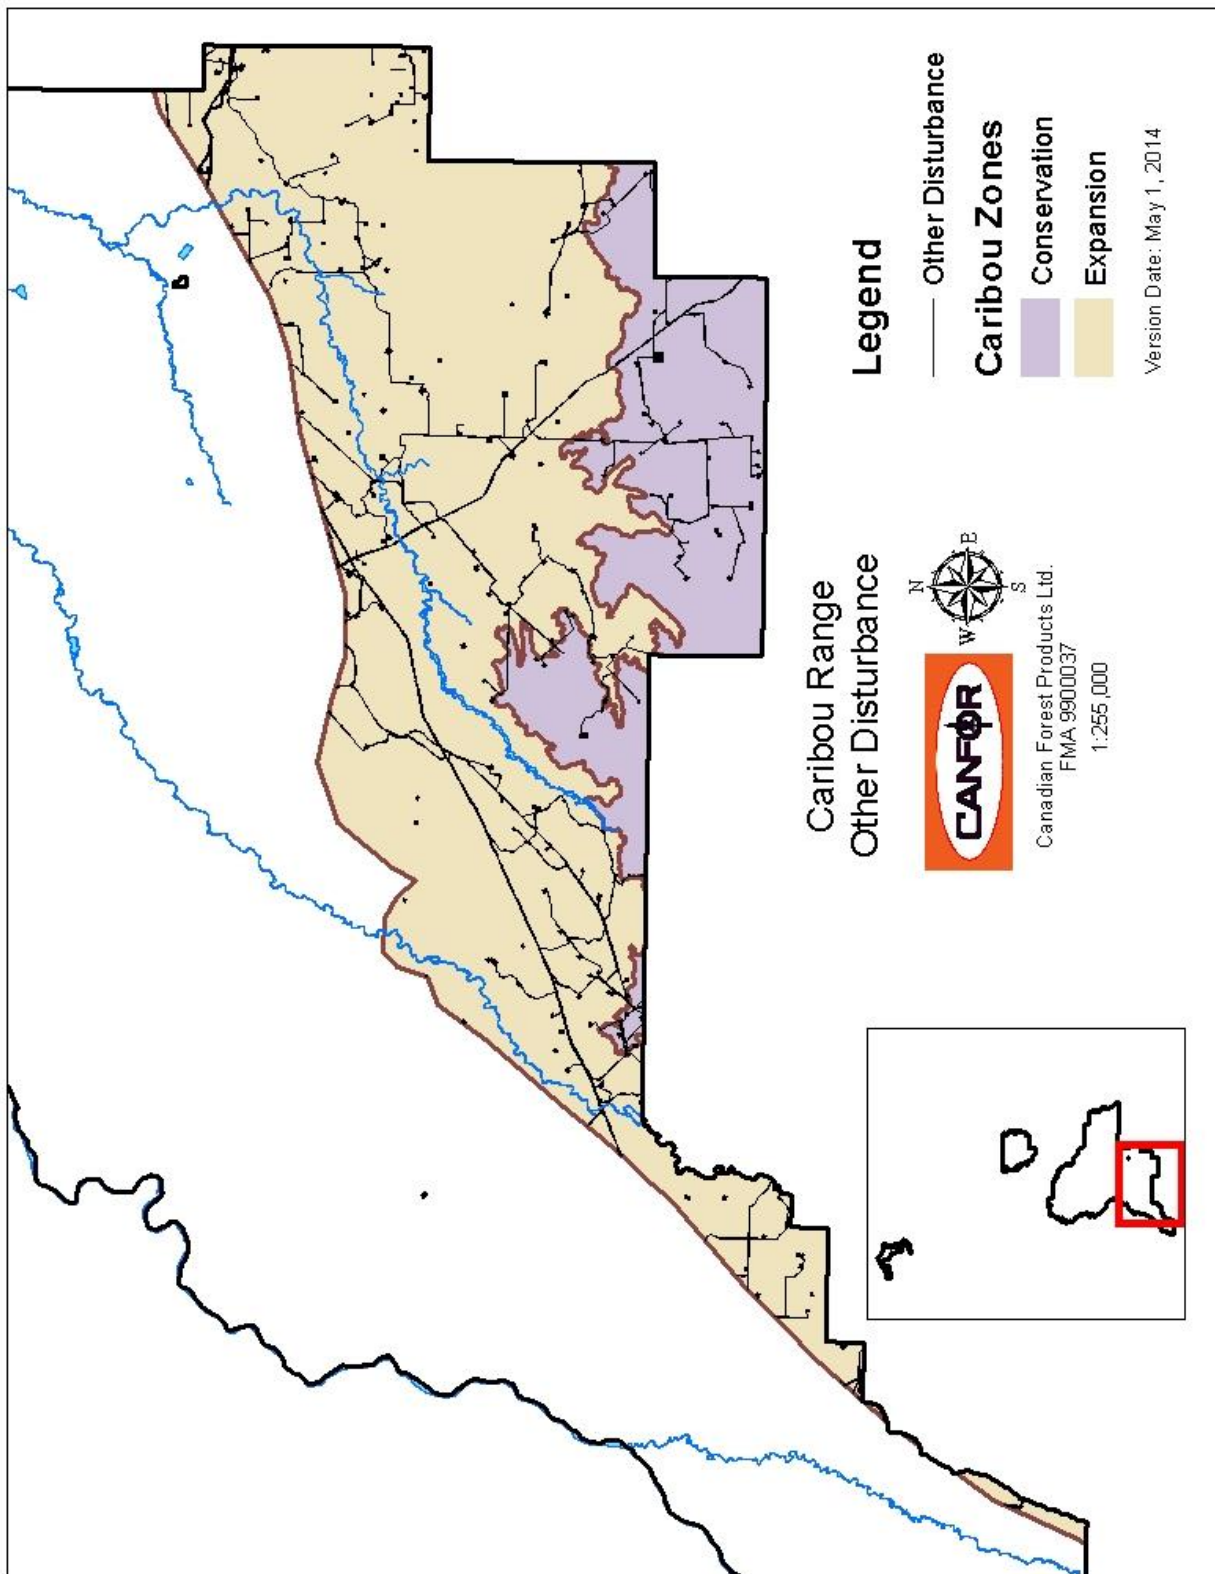 Caribou Range
Other Disturbance
CANFOR
N
W
E
S
Canadian Forest Products Ltd.
FMA 9900037
1:255,000
Legend
Other Disturbance
Caribou Zones
Conservation
Expansion
Version Date: May 1, 2014